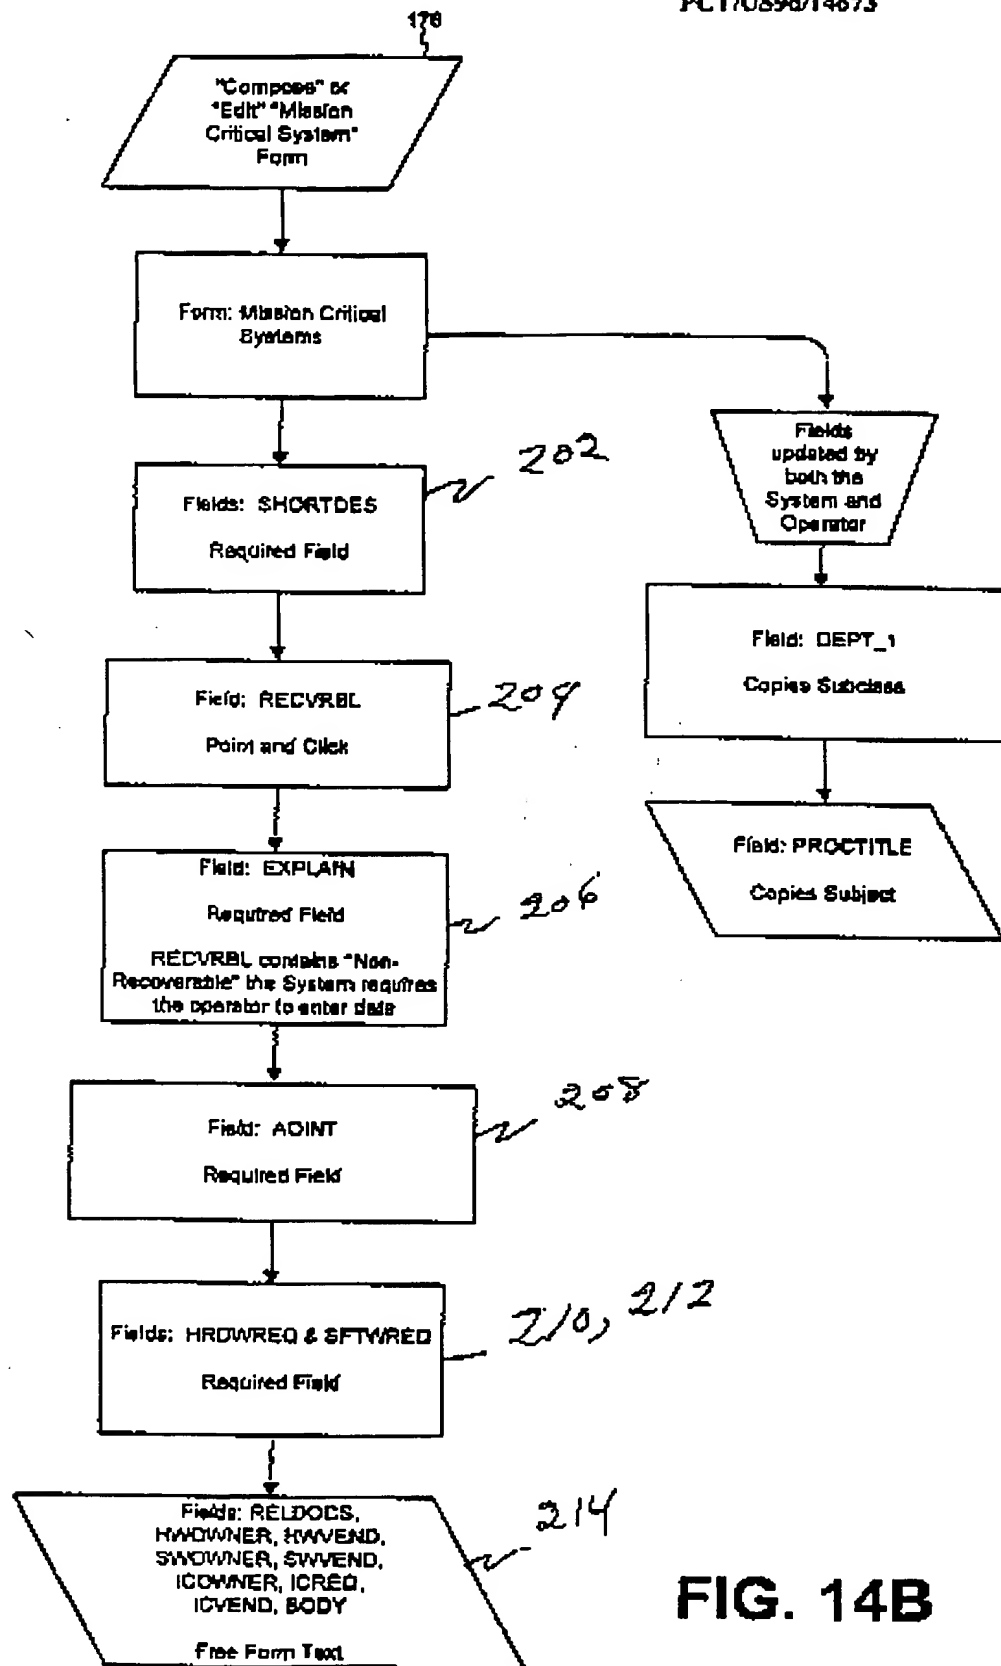 PCT/US96/14673
178
"Compose" or
"Edit" "Mission
Critical System"
Form
Form: Mission Critical
Systems
Fields: SHORTDES
Required Field
202
Fields
updated by
both the
System and
Operator
Field: RECVRBL
Point and Click
204
Field: DEPT_1
Copies Subclass
Field: EXPLAIN
Required Field
RECVRBL contains "Non-
Recoverable" the System requires
the operator to enter data
206
Field: PROCTITLE
Copies Subject
Field: AOINT
Required Field
208
Fields: HRDWREQ & SFTWREQ
Required Field
210, 212
Fields: RELDOCS,
HWOWNER, HWVEND,
SWOWNER, SWVEND,
ICOWNER, ICREQ,
ICVEND, BODY
Free Form Text
214
FIG. 14B